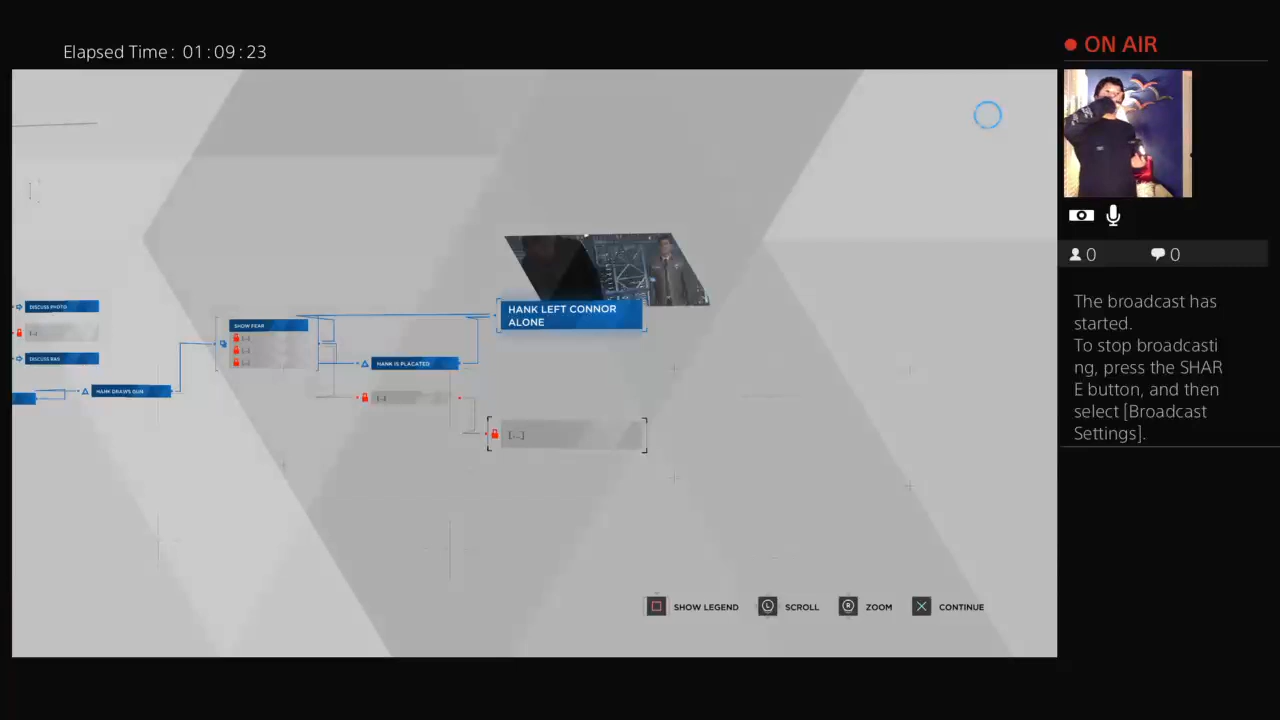 Elapsed Time: 01:09:23
ON AIR
0
0
The broadcast has
started.
To stop broadcasti
ng, press the SHAR
E button, and then
select [Broadcast
Settings].
DISCUSS PHOTO
[...]
DISCUSS RA9
HANK DRAWS GUN
SHOW FEAR
[...]
[...]
[...]
HANK IS PLACATED
[...]
HANK LEFT CONNOR
ALONE
[...]
SHOW LEGEND
L
SCROLL
R
ZOOM
CONTINUE